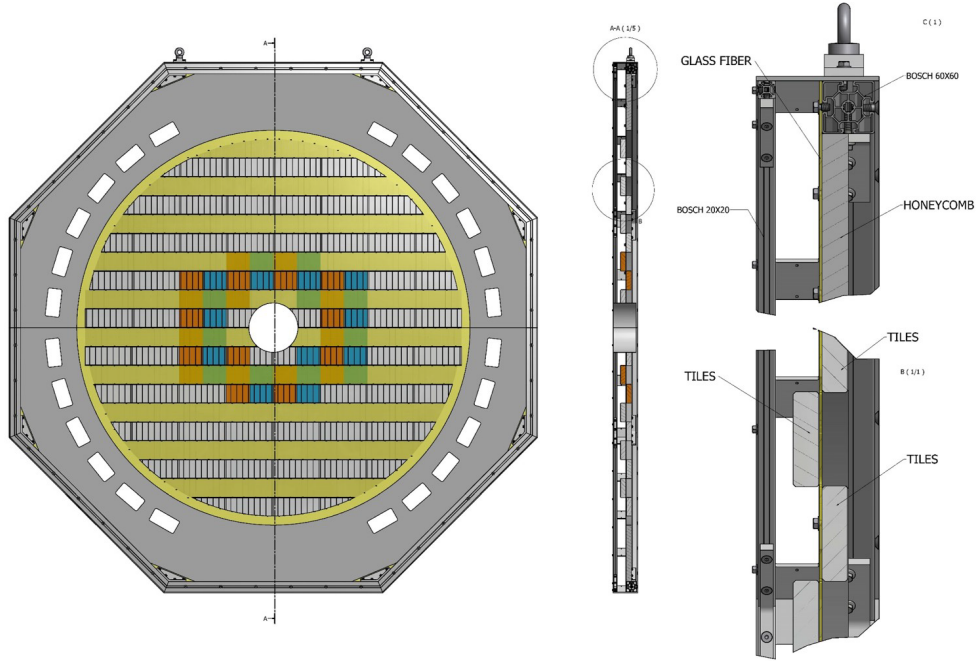 A
A-A ( 1/5 )
C ( 1 )
GLASS FIBER
BOSCH 60X60
BOSCH 20X20
HONEYCOMB
B
TILES
B ( 1/1 )
TILES
TILES
A